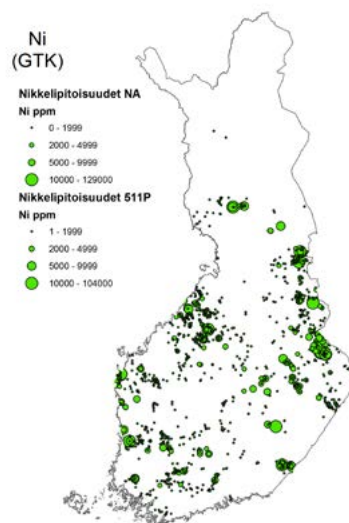 Ni
(GTK)
Nikkelipitoisuudet NA
Ni ppm
0 - 1999
2000 - 4999
5000 - 9999
10000 - 129000
Nikkelipitoisuudet 511P
Ni ppm
1 - 1999
2000 - 4999
5000 - 9999
10000 - 104000